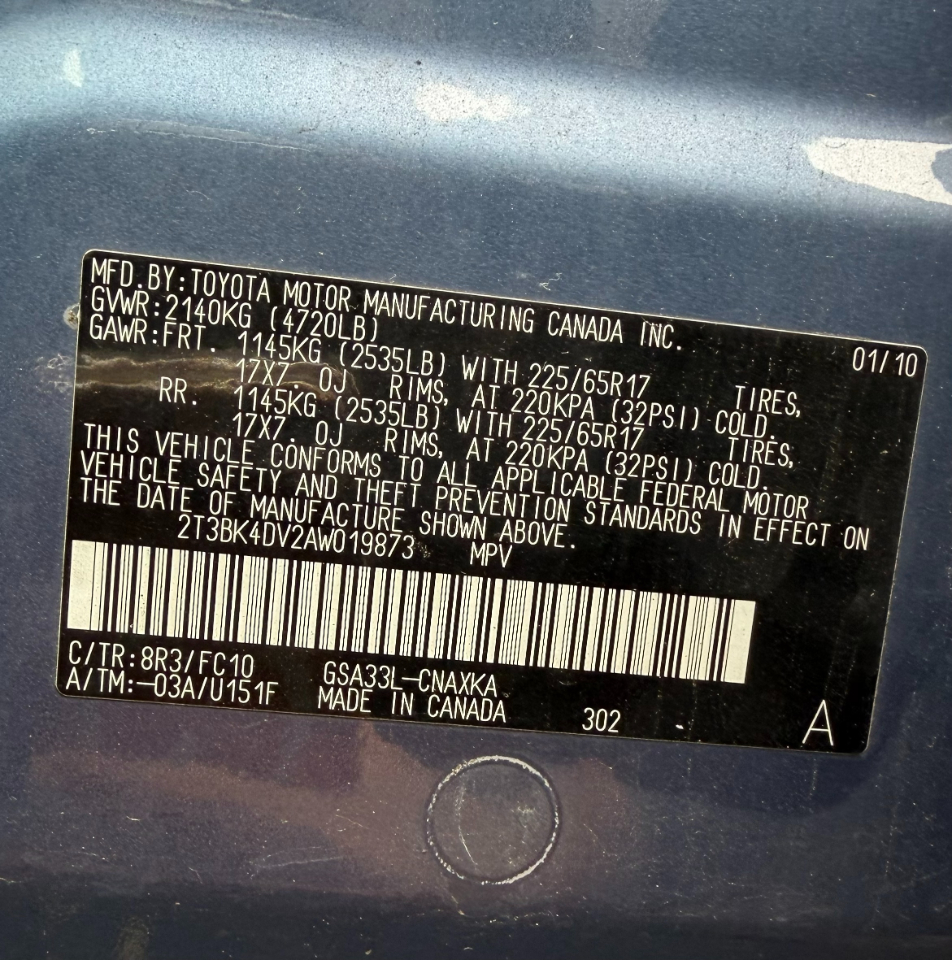 MFD.BY:TOYOTA MOTOR MANUFACTURING CANADA INC.
GVWR:2140KG (4720LB) 01/10
GAWR:FRT. 1145KG (2535LB) WITH 225/65R17 TIRES,
17X7. 0J RIMS, AT 220KPA (32PSI) COLD.
RR. 1145KG (2535LB) WITH 225/65R17 TIRES,
17X7. 0J RIMS, AT 220KPA (32PSI) COLD.
THIS VEHICLE CONFORMS TO ALL APPLICABLE FEDERAL MOTOR
VEHICLE SAFETY AND THEFT PREVENTION STANDARDS IN EFFECT ON
THE DATE OF MANUFACTURE SHOWN ABOVE.
2T3BK4DV2AW019873 MPV
C/TR:8R3/FC10 GSA33L-CNAXKA
A/TM:-03A/U151F MADE IN CANADA 302 - A